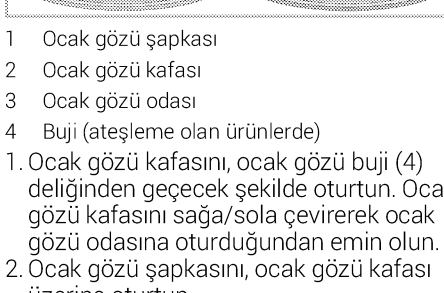 1 Ocak gözü şapkası
2 Ocak gözü kafası
3 Ocak gözü odası
4 Buji (ateşleme olan ürünlerde)
1. Ocak gözü kafasını, ocak gözü buji (4)
deliğinden geçecek şekilde oturtun. Oca
gözü kafasını sağa/sola çevirerek ocak
gözü odasına oturduğundan emin olun.
2. Ocak gözü şapkasını, ocak gözü kafası
üzerine oturtun.